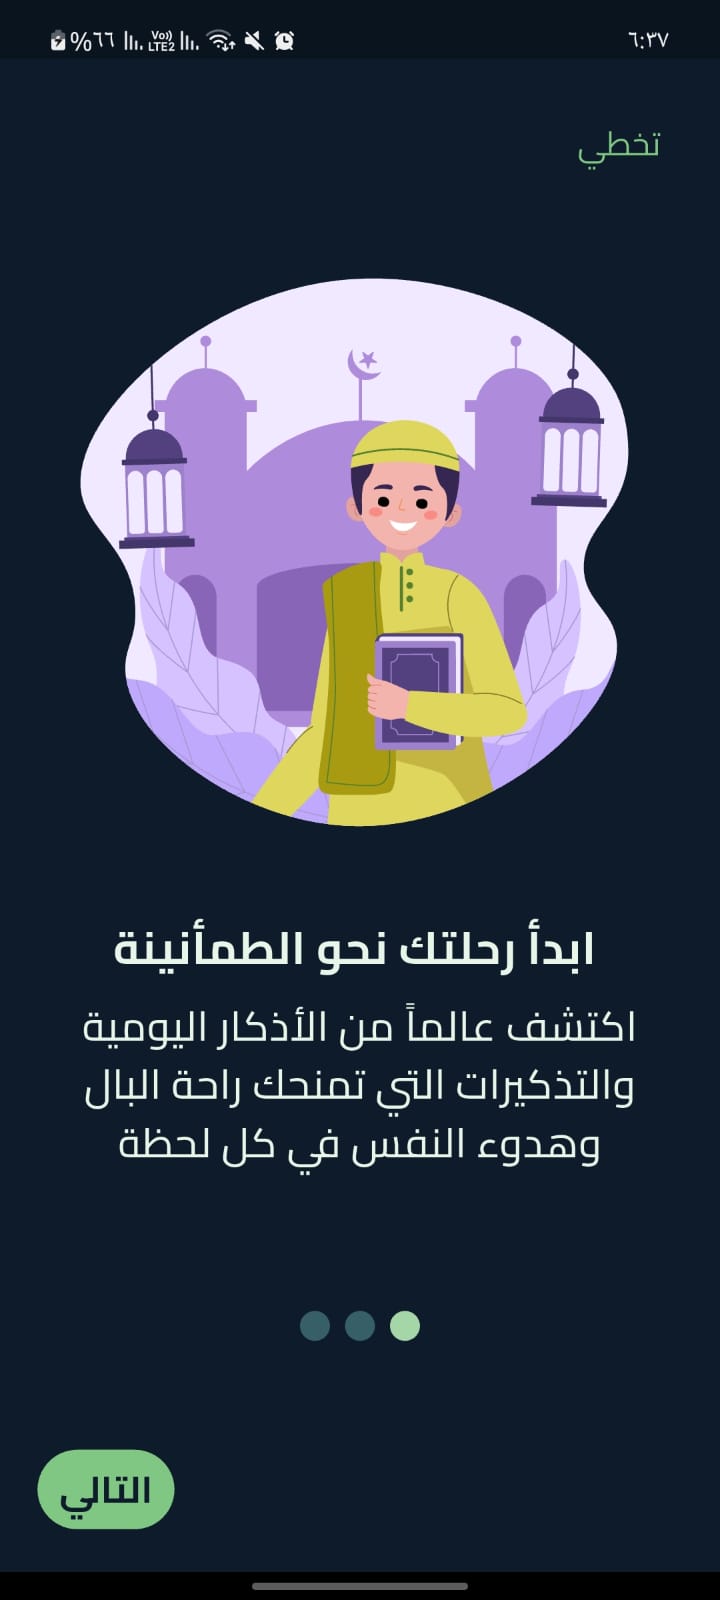 ٦:٣٧
%٦٦
Vo))
LTE2
تخطي
ابدأ رحلتك نحو الطمأنينة
اكتشف عالماً من الأذكار اليومية
والتذكيرات التي تمنحك راحة البال
وهدوء النفس في كل لحظة
التالي